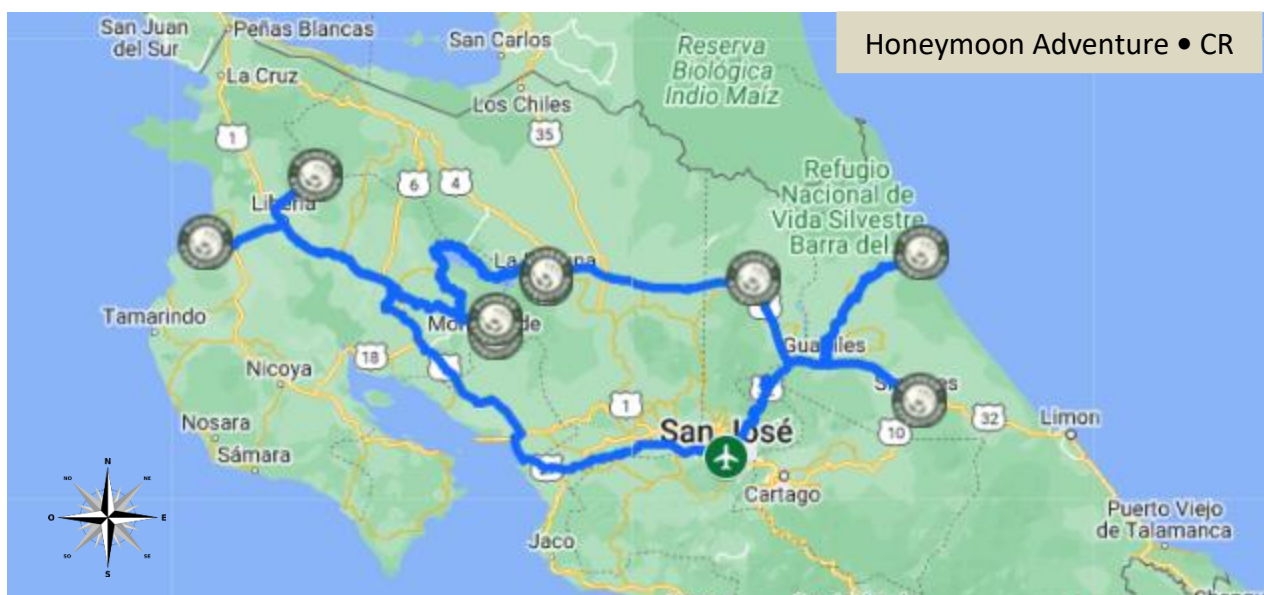 Honeymoon Adventure • CR
San Juan
del Sur
Peñas Blancas
San Carlos
La Cruz
Los Chiles
Reserva
Biológica
Indio Maíz
1
35
6
4
Refugio
Nacional de
Vida Silvestre
Barra del
Tamarindo
Nicoya
18
Nosara
Sámara
1
San José
Cartago
10
32
Limon
Jaco
Puerto Viejo
de Talamanca
N
NO
NE
O
E
SO
SE
S